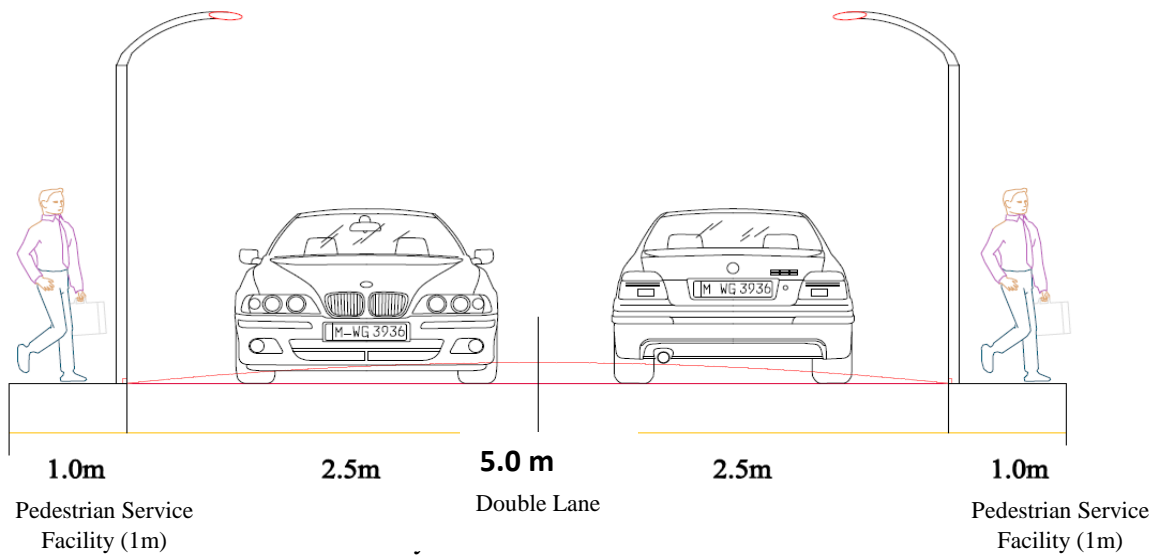 M-WG 3936
M WG 3936
1.0m
2.5m
5.0 m
2.5m
1.0m
Double Lane
Pedestrian Service
Facility (1m)
Pedestrian Service
Facility (1m)